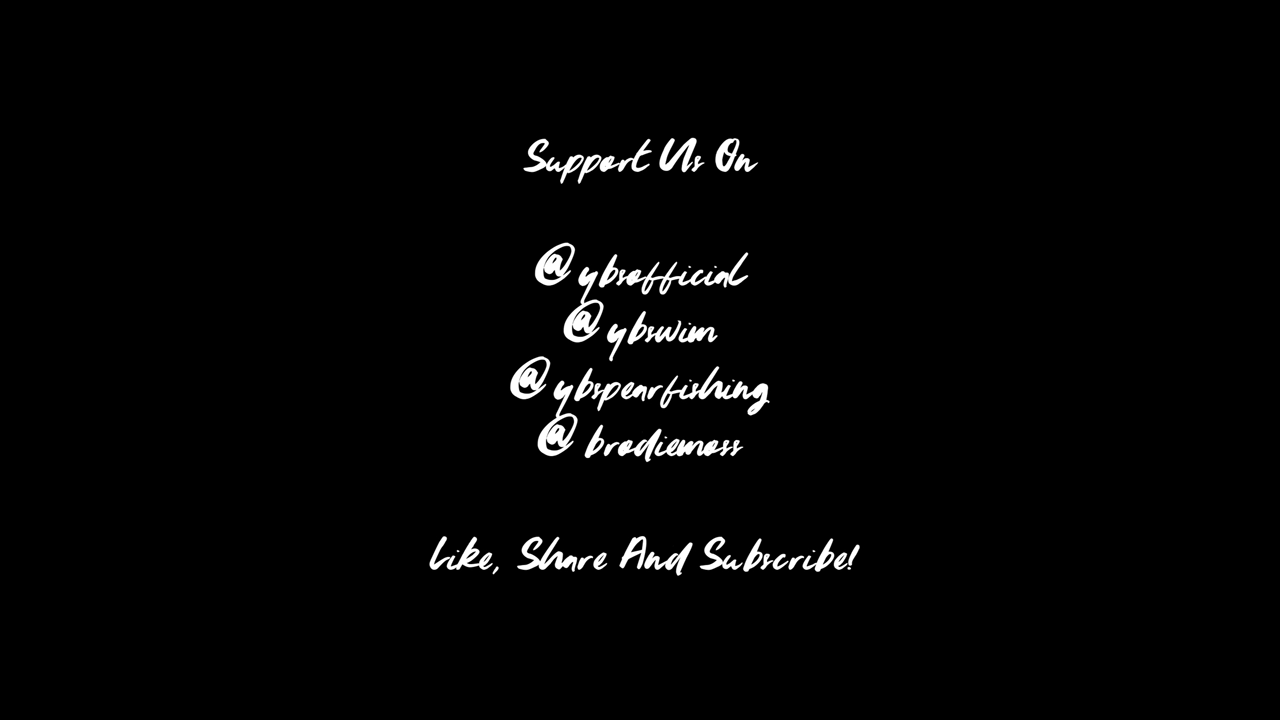 Support Us On
@ybsofficial
@ybswim
@ybspearfishing
@brodiemoss
Like, Share And Subscribe!